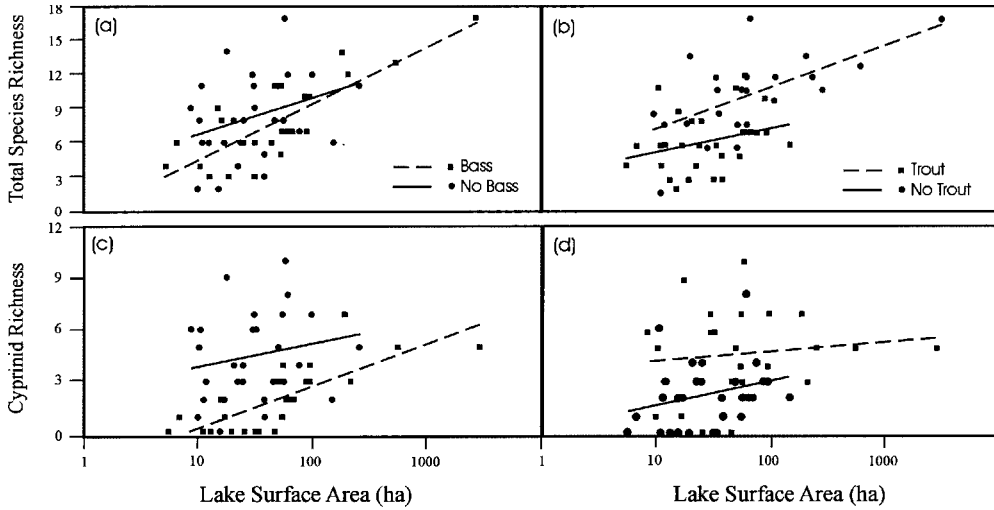 Total Species Richness
18
15
12
9
6
3
0
(a)
Bass
No Bass
(b)
Trout
No Trout
Cyprinid Richness
12
9
6
3
0
(c)
(d)
1
10
100
1000
1
10
100
1000
Lake Surface Area (ha)
Lake Surface Area (ha)